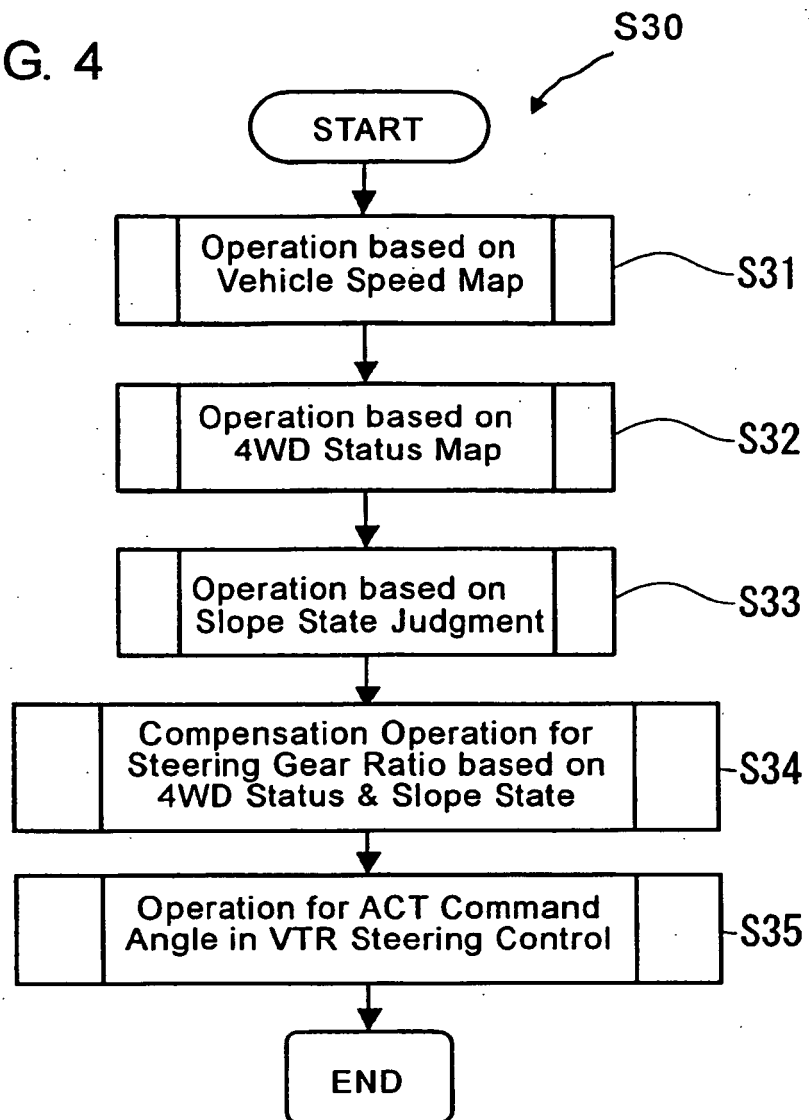 G. 4
S30
START
Operation based on
Vehicle Speed Map
S31
Operation based on
4WD Status Map
S32
Operation based on
Slope State Judgment
S33
Compensation Operation for
Steering Gear Ratio based on
4WD Status & Slope State
S34
Operation for ACT Command
Angle in VTR Steering Control
S35
END